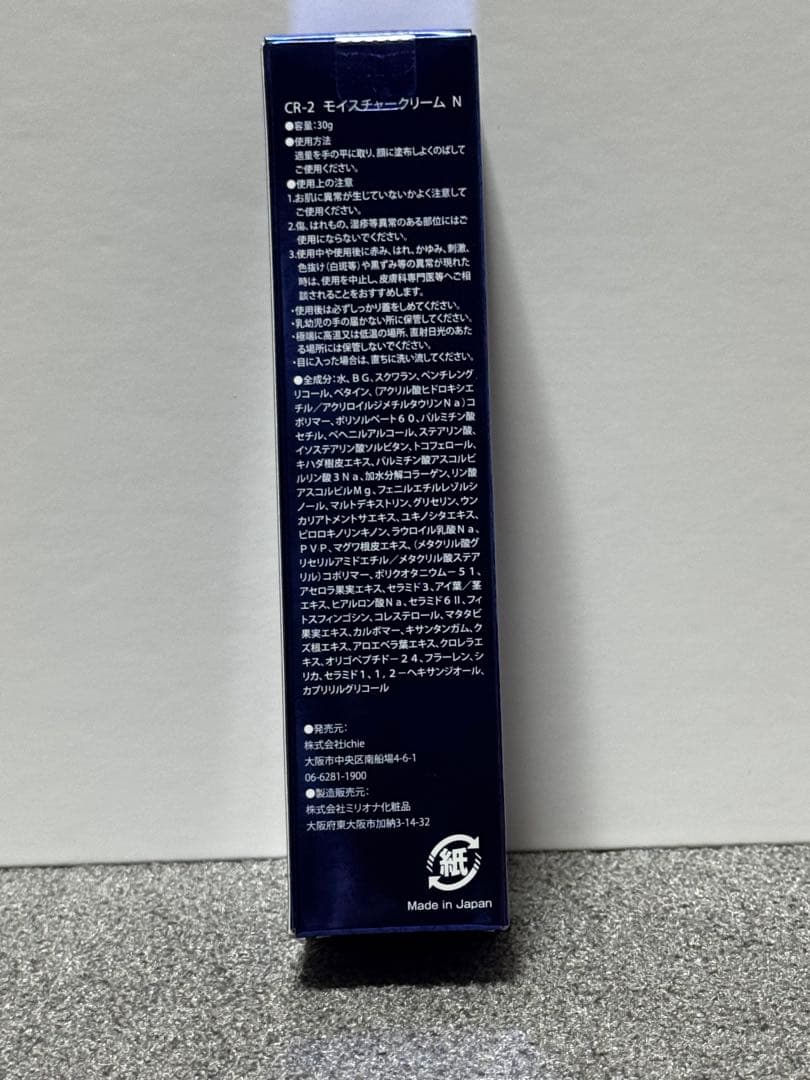 CR-2 モイスチャークリーム N
●容量:30g
●使用方法
適量を手の平に取り、顔に塗布しよくのばして
ご使用ください。
●使用上の注意
1.お肌に異常が生じていないかよく注意して
ご使用ください。
2.傷、はれもの、湿疹等異常のある部位にはご
使用にならないでください。
3.使用中や使用後に赤み、はれ、かゆみ、刺激、
色抜け(白斑等)や黒ずみ等の異常が現れた
時は、使用を中止し、皮膚科専門医等へご相
談されることをおすすめします。
・使用後は必ずしっかり蓋をしめてください。
・乳幼児の手の届かない所に保管してください。
・極端に高温又は低温の場所、直射日光のあた
る場所には保管しないでください。
・目に入った場合は、直ちに洗い流してください。
●全成分:水、BG、スクワラン、ペンチレング
リコール、ベタイン、(アクリル酸ヒドロキシエ
チル/アクリロイルジメチルタウリンNa)コ
ポリマー、ポリソルベート60、パルミチン酸
セチル、ベヘニルアルコール、ステアリン酸、
イソステアリン酸ソルビタン、トコフェロール、
キハダ樹皮エキス、パルミチン酸アスコルビ
ルリン酸3Na、加水分解コラーゲン、リン酸
アスコルビルMg、フェニルエチルレゾルシ
ノール、マルトデキストリン、グリセリン、ウン
カリアトメントサエキス、ユキノシタエキス、
ピロロキノリンキノン、ラウロイル乳酸Na、
PVP、マグワ根皮エキス、(メタクリル酸グ
リセリルアミドエチル/メタクリル酸ステア
リル)コポリマー、ポリクオタニウム-51、
アセロラ果実エキス、セラミド3、アイ葉/茎
エキス、ヒアルロン酸Na、セラミド6Ⅱ、フィ
トスフィンゴシン、コレステロール、マタタビ
果実エキス、カルボマー、キサンタンガム、ク
ズ根エキス、アロエベラ葉エキス、クロレラエ
キス、オリゴペプチド-24、フラーレン、シ
リカ、セラミド1、1,2-ヘキサンジオール、
カプリリルグリコール
●発売元:
株式会社ichie
大阪市中央区南船場4-6-1
06-6281-1900
●製造販売元:
株式会社ミリオナ化粧品
大阪府東大阪市加納3-14-32
紙
Made in Japan